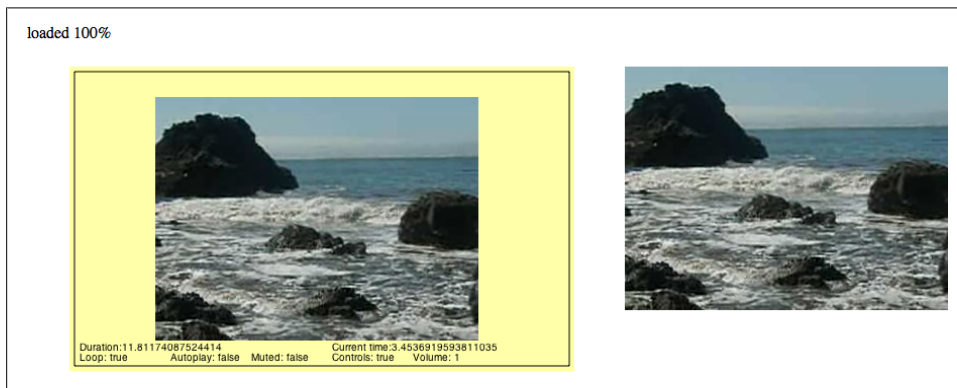 loaded 100%
Duration:11.81174087524414 Current time:3.4536919593811035
Loop: true Autoplay: false Muted: false Controls: true Volume: 1